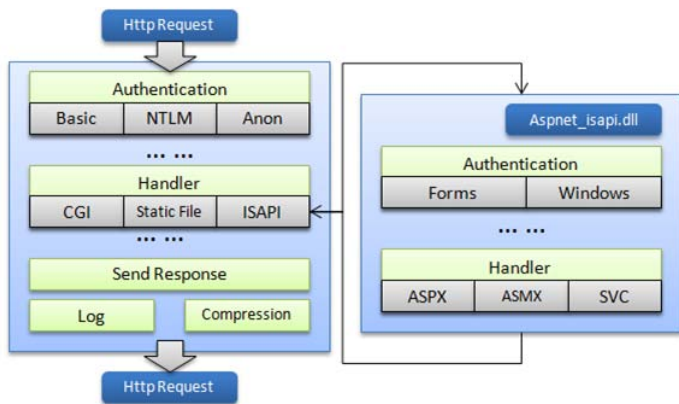 Http Request
Authentication
Basic NTLM Anon
... ...
Handler
CGI Static File ISAPI
... ...
Send Response
Log Compression
Http Request
Aspnet_isapi.dll
Authentication
Forms Windows
... ...
Handler
ASPX ASMX SVC